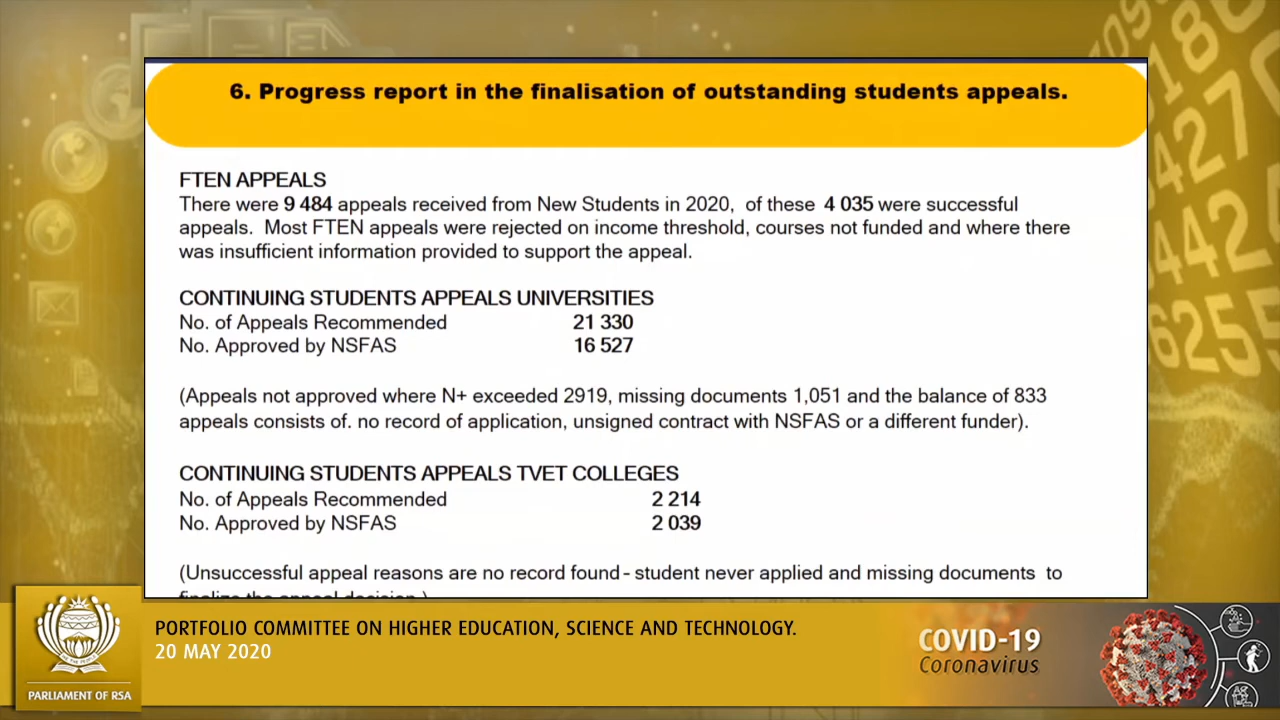 6. Progress report in the finalisation of outstanding students appeals.
FTEN APPEALS
There were 9 484 appeals received from New Students in 2020, of these 4 035 were successful
appeals. Most FTEN appeals were rejected on income threshold, courses not funded and where there
was insufficient information provided to support the appeal.
CONTINUING STUDENTS APPEALS UNIVERSITIES
No. of Appeals Recommended 21 330
No. Approved by NSFAS 16 527
(Appeals not approved where N+ exceeded 2919, missing documents 1,051 and the balance of 833
appeals consists of. no record of application, unsigned contract with NSFAS or a different funder).
CONTINUING STUDENTS APPEALS TVET COLLEGES
No. of Appeals Recommended 2 214
No. Approved by NSFAS 2 039
(Unsuccessful appeal reasons are no record found - student never applied and missing documents to
finalize the appeal decision.)
PORTFOLIO COMMITTEE ON HIGHER EDUCATION, SCIENCE AND TECHNOLOGY.
20 MAY 2020
PARLIAMENT OF RSA
COVID-19
Coronavirus